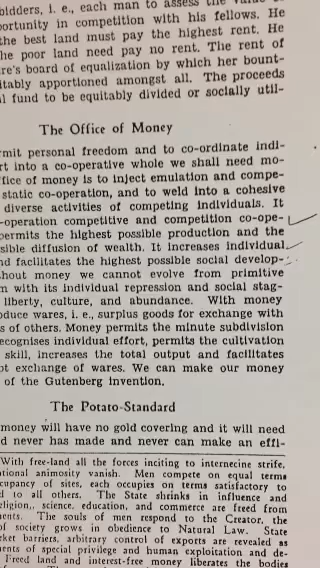 bidders, i. e., each man to assess the value of
portunity in competition with his fellows. He
the best land must pay the highest rent. He
he poor land need pay no rent. The rent of
re's board of equalization by which her bount-
itably apportioned amongst all. The proceeds
al fund to be equitably divided or socially util-
The Office of Money
rmit personal freedom and to co-ordinate indi-
rt into a co-operative whole we shall need mo-
ffice of money is to inject emulation and compe-
static co-operation, and to weld into a cohesive
diverse activities of competing individuals. It
-operation competitive and competition co-ope-
permits the highest possible production and the
sible diffusion of wealth. It increases individual
nd facilitates the highest possible social develop-
hout money we cannot evolve from primitive
m with its individual repression and social stag-
liberty, culture, and abundance. With money
oduce wares, i. e., surplus goods for exchange with
s of others. Money permits the minute subdivision
ecognises individual effort, permits the cultivation
skill, increases the total output and facilitates
pt exchange of wares. We can make our money
of the Gutenberg invention.
The Potato-Standard
money will have no gold covering and it will need
d never has made and never can make an effi-
With free-land all the forces inciting to internecine strife,
ational animosity vanish. Men compete on equal terms
cupancy of sites, each occupies on terms satisfactory to
d to all others. The State shrinks in influence and
eligion, science, education, and commerce are freed from
ments. The souls of men respond to the Creator, the
of society grows in obedience to Natural Law. State
rket barriers, arbitrary control of exports are revealed as
ments of special privilege and human exploitation and de-
Freed land and interest-free money liberates the bodies